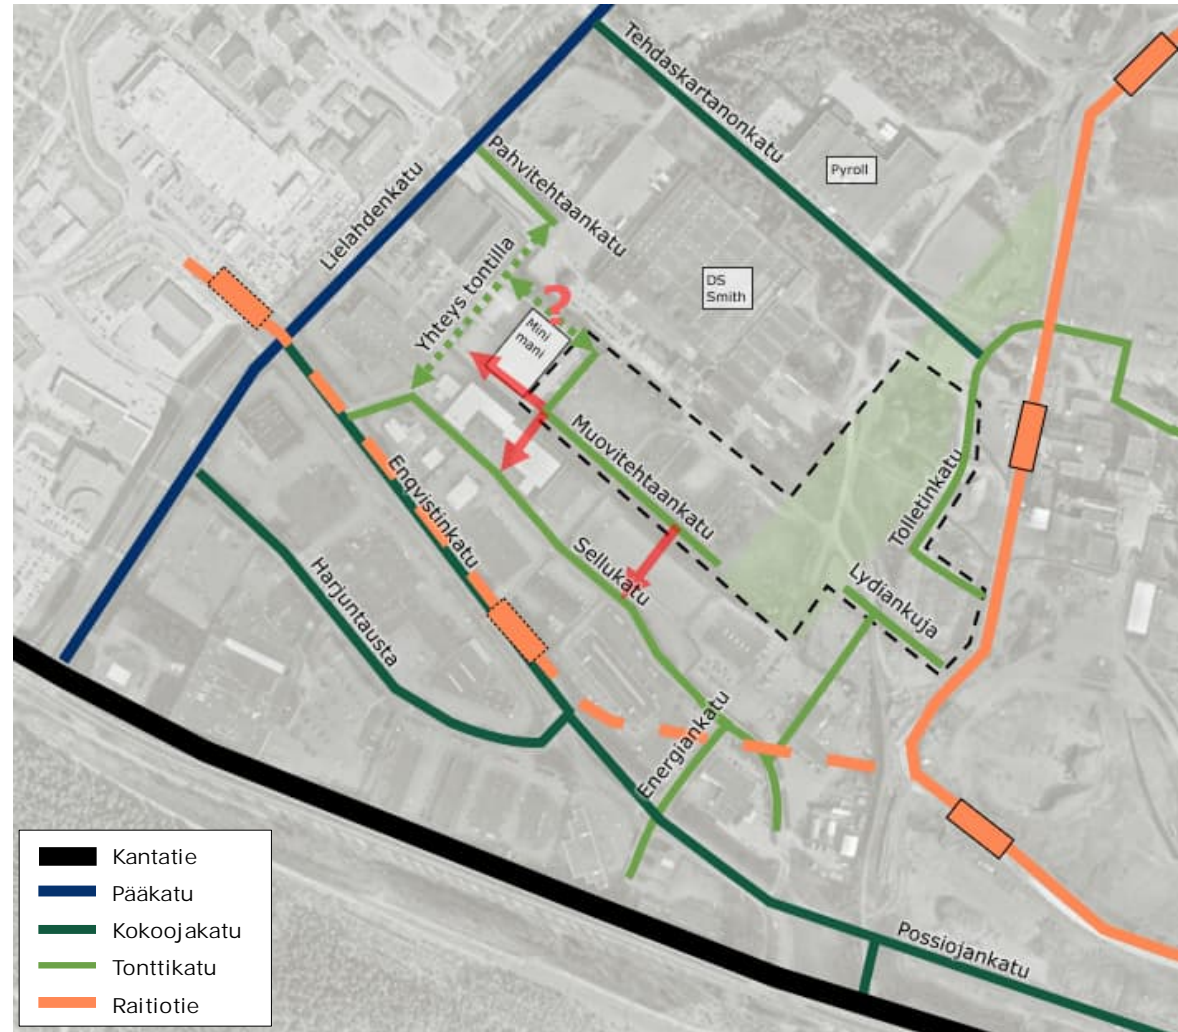 Tehdaskartanonkatu
Pyroll
Pahvitehtaankatu
Lielahdenkatu
DS
Smith
Yhteys tontilla
?
Mini
mani
Muovitehtaankatu
Enqvistinkatu
Tolletinkatu
Sellukatu
Lydiankuja
Harjuntausta
Energiankatu
Possiojankatu
Kantatie
Pääkatu
Kokoojakatu
Tonttikatu
Raitiotie